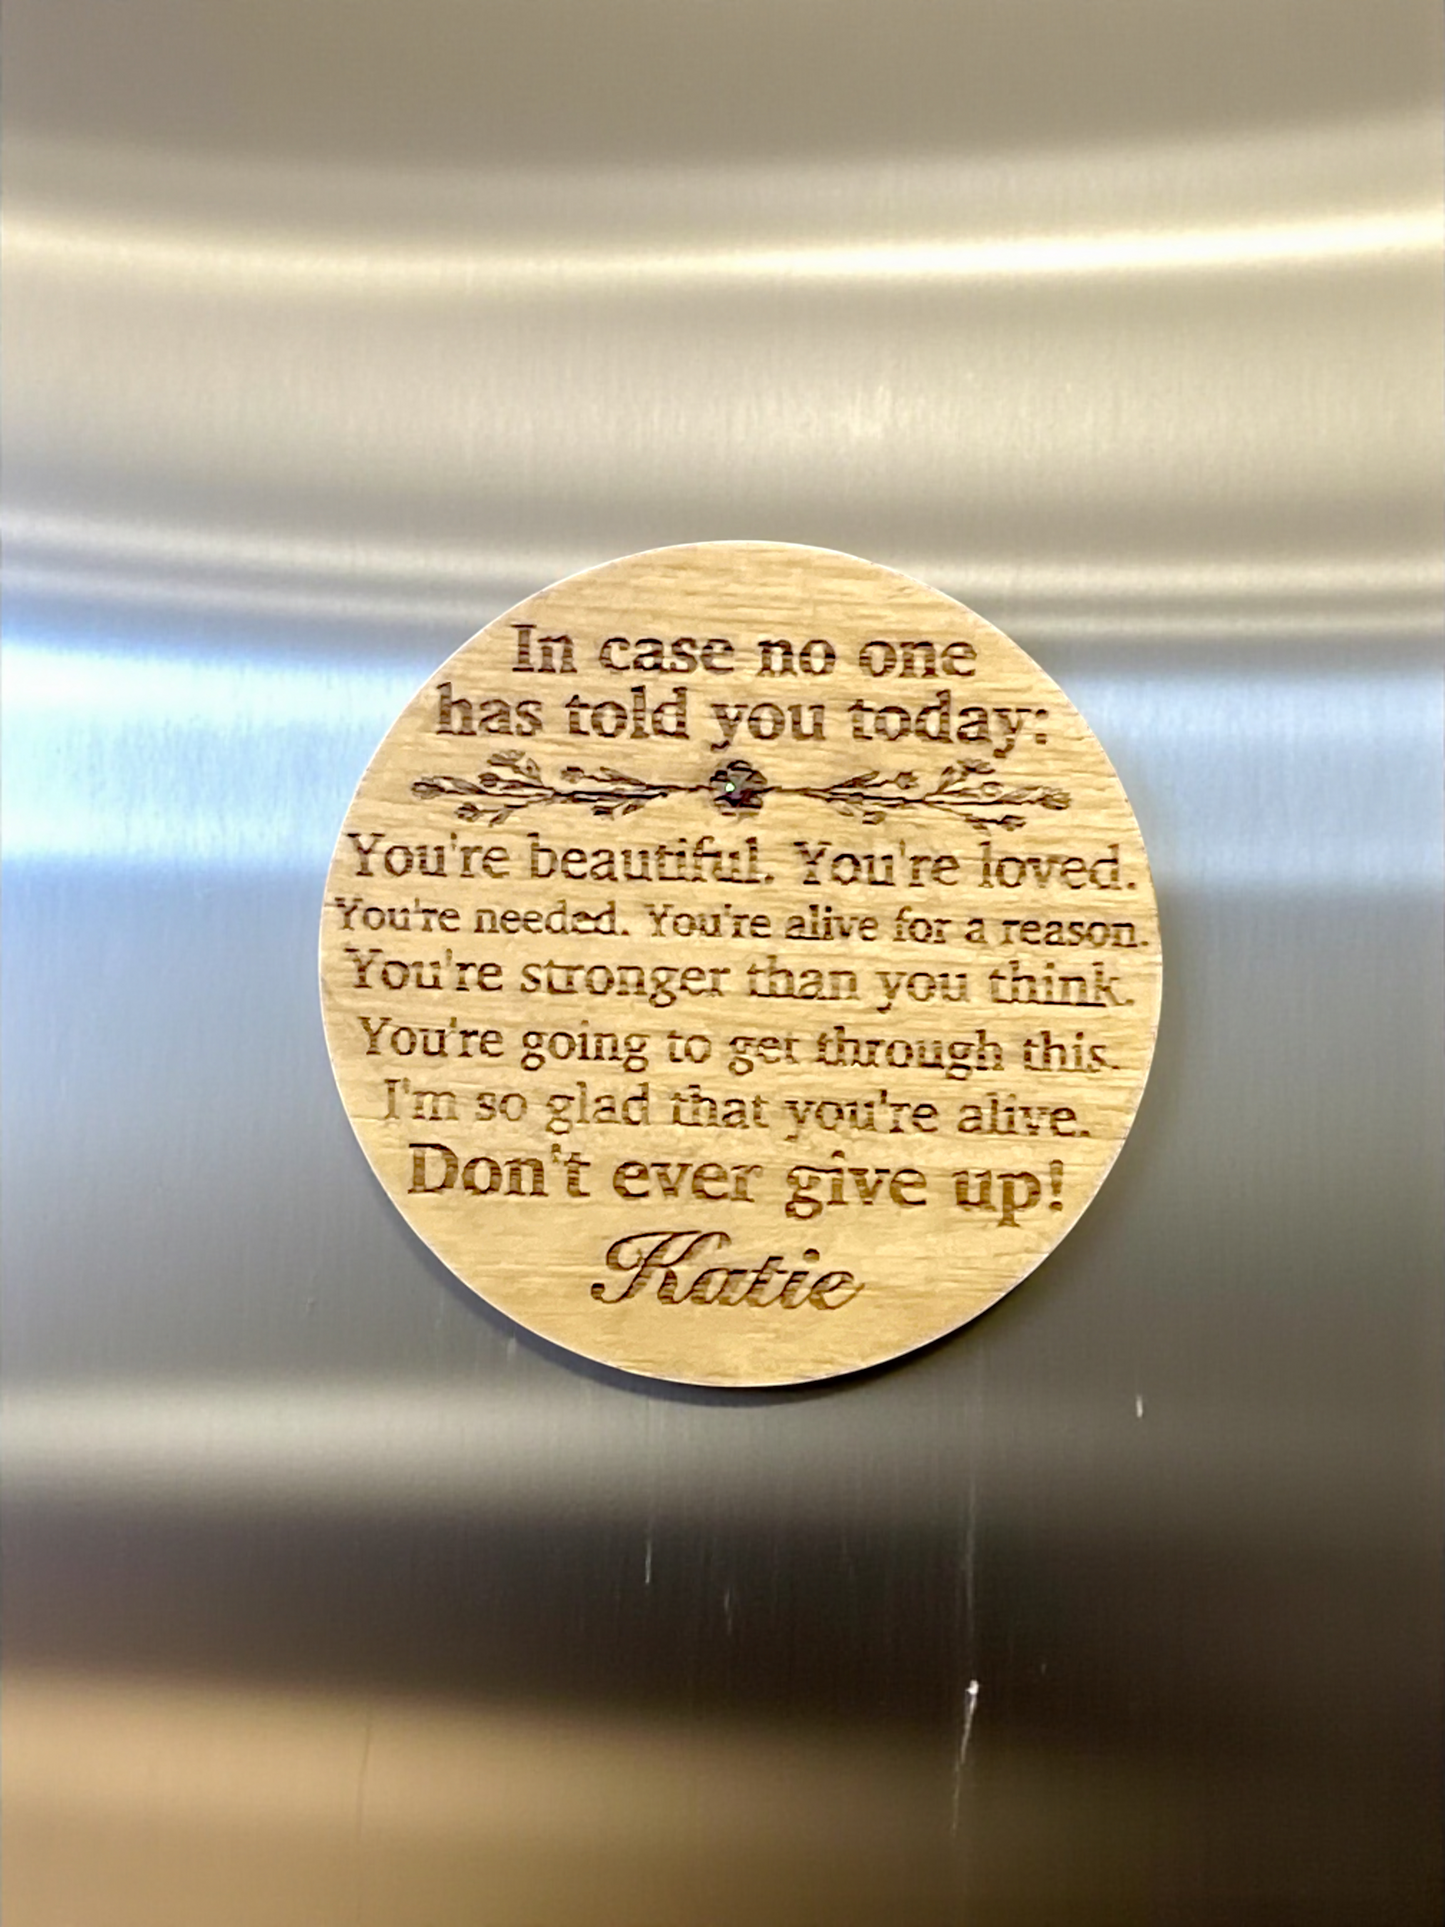 In case no one
has told you today:
You're beautiful. You're loved.
You're needed. You're alive for a reason.
You're stronger than you think.
You're going to get through this.
I'm so glad that you're alive.
Don't ever give up!
Katie